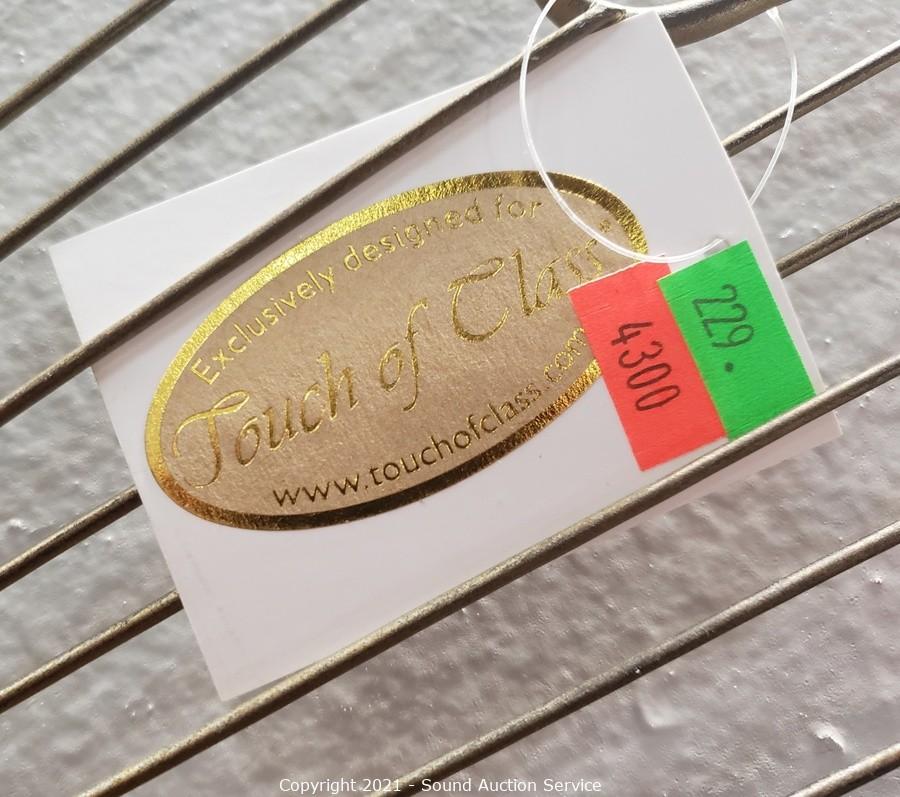 Exclusively designed for
Touch of Class®
www.touchofclass.com
4300
229.
Copyright 2021 - Sound Auction Service